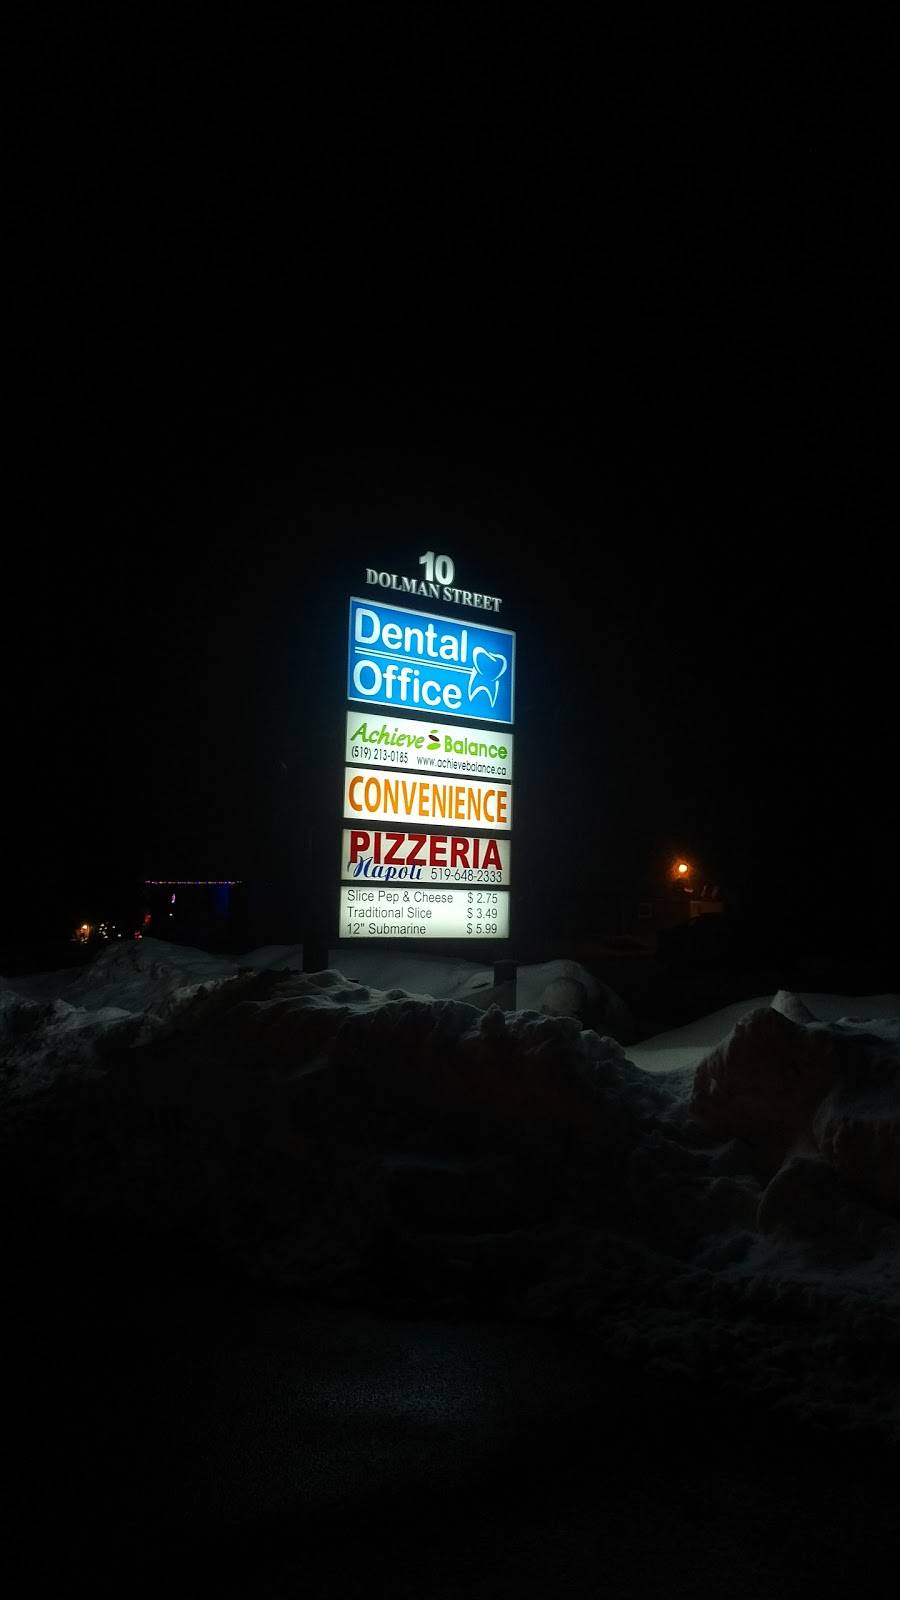 10
DOLMAN STREET
Dental
Office
Achieve Balance
(519) 213-0185 www.achievebalance.ca
CONVENIENCE
PIZZERIA
Napoli 519-648-2333
Slice Pep & Cheese $ 2.75
Traditional Slice $ 3.49
12" Submarine $ 5.99